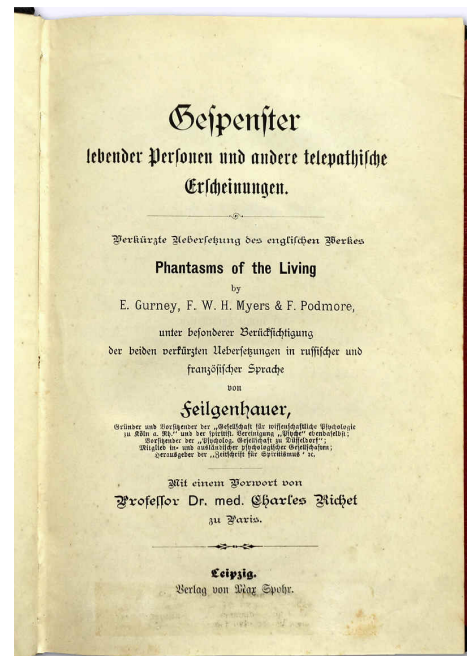 Gespenster
lebender Personen und andere telepathische
Erscheinungen.
Verkürzte Uebersetzung des englischen Werkes
Phantasms of the Living
by
E. Gurney, F. W. H. Myers & F. Podmore,
unter besonderer Berücksichtigung
der beiden verkürzten Uebersetzungen in russischer und
französischer Sprache
von
Feilgenhauer,
Gründer und Vorsitzender der „Gesellschaft für wissenschaftliche Psychologie
zu Köln a. Rh." und der spiritist. Vereinigung „Psyche" ebendaselbst;
Vorsitzender der „Psycholog. Gesellschaft zu Düsseldorf";
Mitglied in- und ausländischer psychologischer Gesellschaften;
Herausgeber der „Zeitschrift für Spiritismus' ꝛc.
Mit einem Vorwort von
Professor Dr. med. Charles Richet
zu Paris.
Leipzig.
Verlag von Max Spohr.